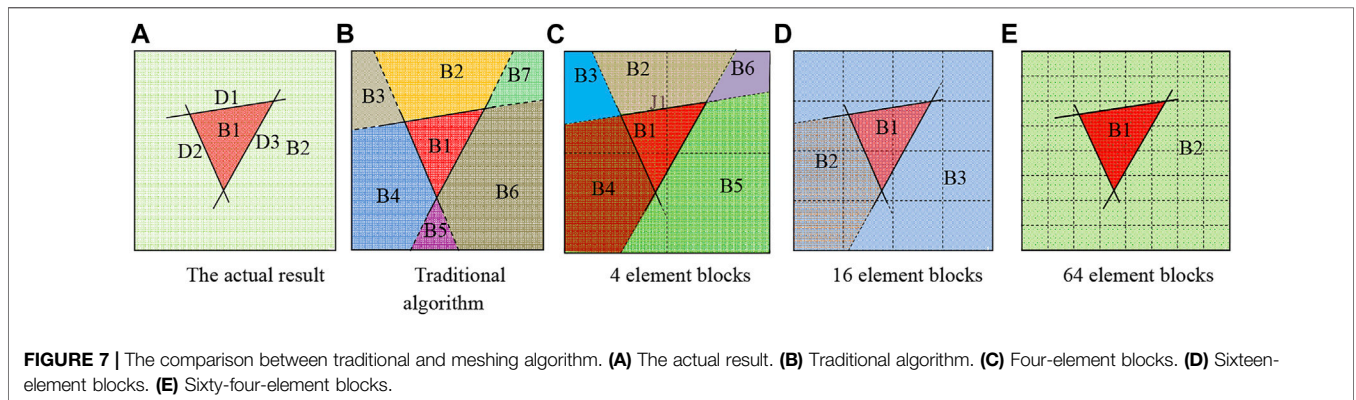 A
D1
B1
D2
D3
B2
The actual result
B
B2
B7
B3
B1
B4
B6
B5
Traditional
algorithm
C
B3
B2
B6
J1
B1
B4
B5
4 element blocks
D
B1
B2
B3
16 element blocks
E
B1
B2
64 element blocks
FIGURE 7 | The comparison between traditional and meshing algorithm. (A) The actual result. (B) Traditional algorithm. (C) Four-element blocks. (D) Sixteen-
element blocks. (E) Sixty-four-element blocks.